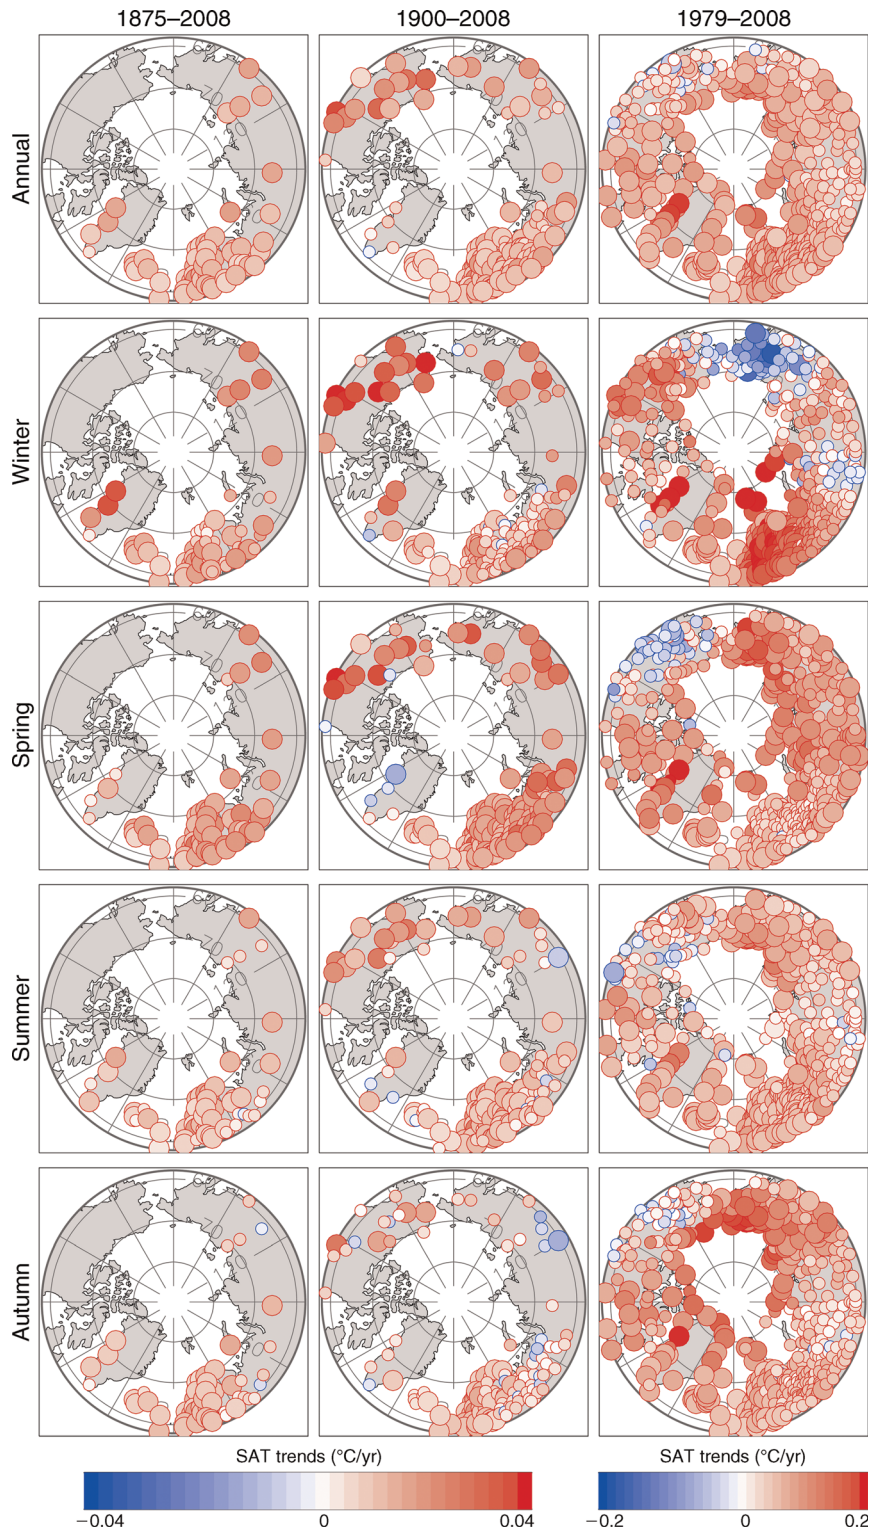 1875–2008 1900–2008 1979–2008
Annual
Winter
Spring
Summer
Autumn
SAT trends (°C/yr) SAT trends (°C/yr)
−0.04 0 0.04 −0.2 0 0.2